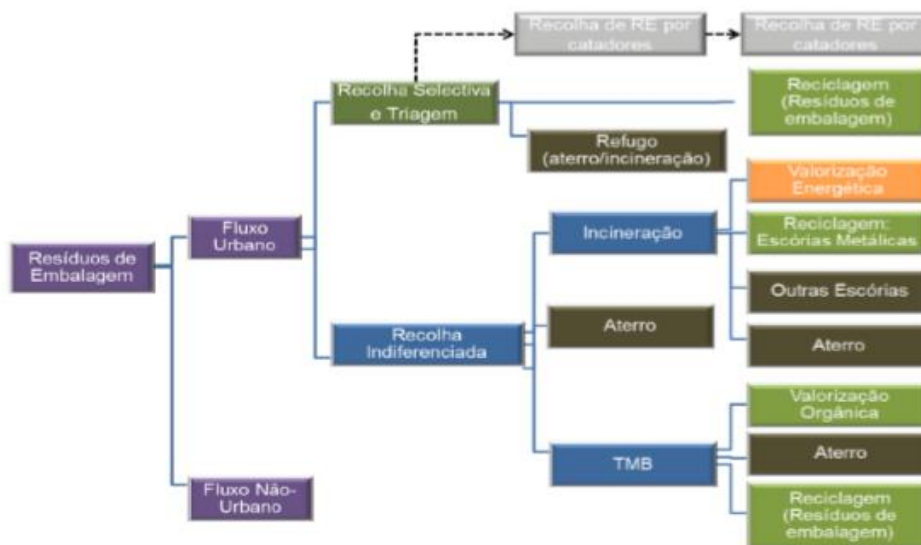 Recolha de RE por
catadores
Recolha de RE por
catadores
Recolha Selectiva
e Triagem
Reciclagem
(Resíduos de
embalagem)
Refugo
(aterro/incineração)
Valorização
Energética
Fluxo
Urbano
Incineração
Reciclagem:
Escórias Metálicas
Resíduos de
Embalagem
Outras Escórias
Recolha
Indiferenciada
Aterro
Aterro
Valorização
Orgânica
TMB
Aterro
Fluxo Não-
Urbano
Reciclagem
(Resíduos de
embalagem)